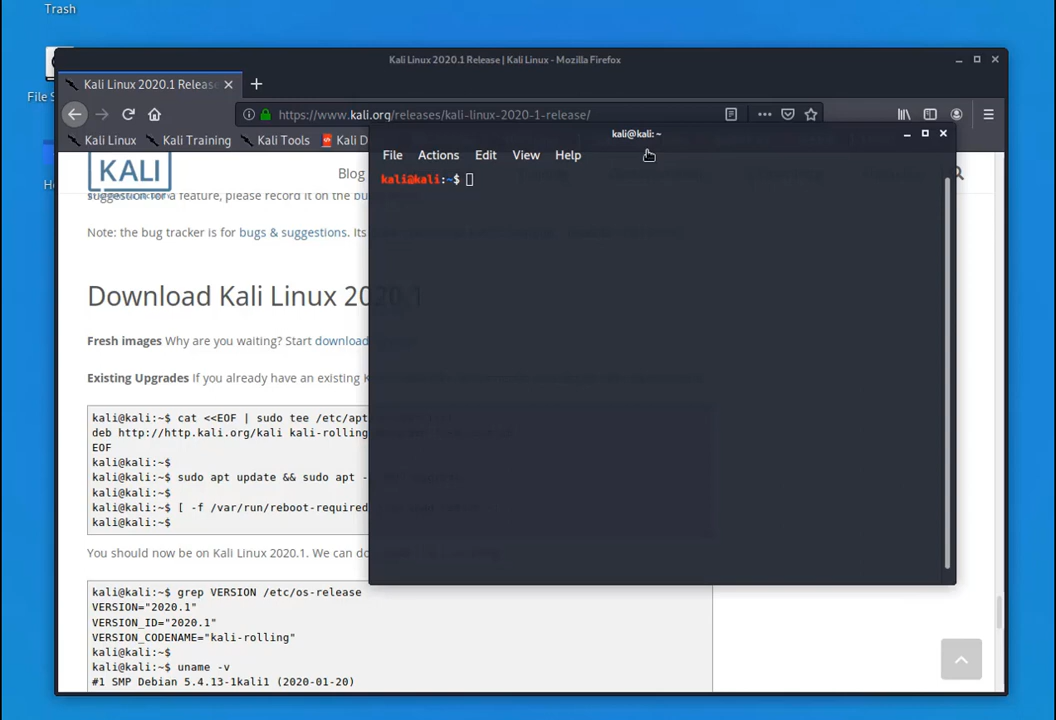 Trash
Kali Linux 2020.1 Release | Kali Linux - Mozilla Firefox
Kali Linux 2020.1 Releas
File S
https://www.kali.org/releases/kali-linux-2020-1-release/
Kali Linux Kali Training Kali Tools Kali D
kali@kali: ~
File Actions Edit View Help
kali@kali:~$
KALI
Blog
suggestion for a feature, please record it on the bu
Note: the bug tracker is for bugs & suggestions. Its
Download Kali Linux 2020.1
Fresh images Why are you waiting? Start download
Existing Upgrades If you already have an existing K
kali@kali:~$ cat <<EOF | sudo tee /etc/apt
deb http://http.kali.org/kali kali-rolling
EOF
kali@kali:~$
kali@kali:~$ sudo apt update && sudo apt -
kali@kali:~$
kali@kali:~$ [ -f /var/run/reboot-required
kali@kali:~$
You should now be on Kali Linux 2020.1. We can do
kali@kali:~$ grep VERSION /etc/os-release
VERSION="2020.1"
VERSION_ID="2020.1"
VERSION_CODENAME="kali-rolling"
kali@kali:~$
kali@kali:~$ uname -v
#1 SMP Debian 5.4.13-1kali1 (2020-01-20)